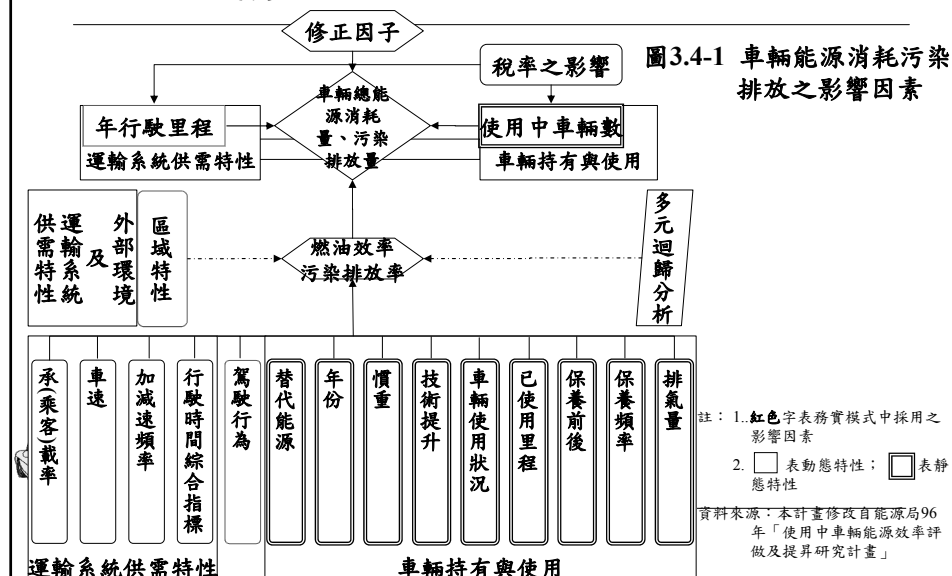 修正因子
圖3.4-1 車輛能源消耗污染
排放之影響因素
稅率之影響
車輛總能
源消耗
量、污染
排放量
年行駛里程
使用中車輛數
運輸系統供需特性
車輛持有與使用
運輸系統
供需特性
及
外部環境
區域特性
燃油效率
污染排放率
多元迴歸分析
承(乘客)載率
車速
加減速頻率
行駛時間綜合指標
駕駛行為
替代能源
年份
慣重
技術提升
車輛使用狀況
已使用里程
保養前後
保養頻率
排氣量
註： 1..紅色字表務實模式中採用之
影響因素
2. 表動態特性； 表靜
態特性
資料來源：本計畫修改自能源局96
年「使用中車輛能源效率評
做及提昇研究計畫」
運輸系統供需特性
車輛持有與使用